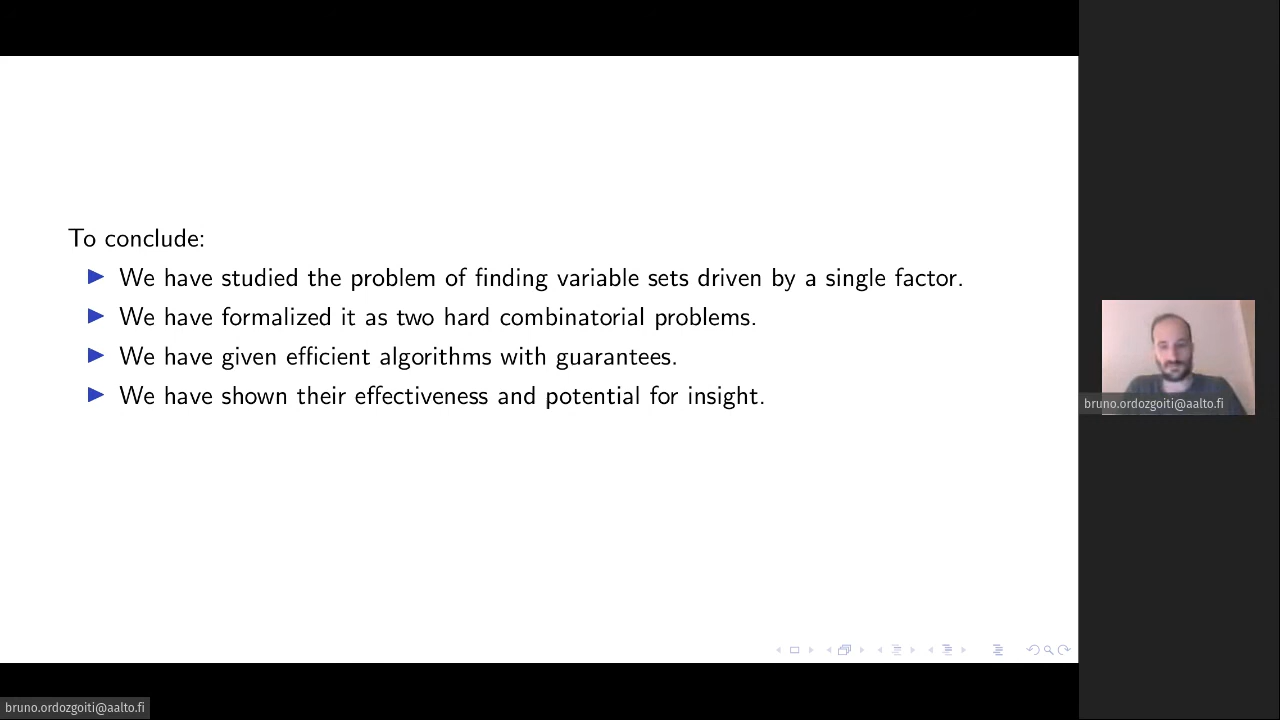 To conclude:
We have studied the problem of finding variable sets driven by a single factor.
We have formalized it as two hard combinatorial problems.
We have given efficient algorithms with guarantees.
We have shown their effectiveness and potential for insight.
bruno.ordozgoiti@aalto.fi
bruno.ordozgoiti@aalto.fi